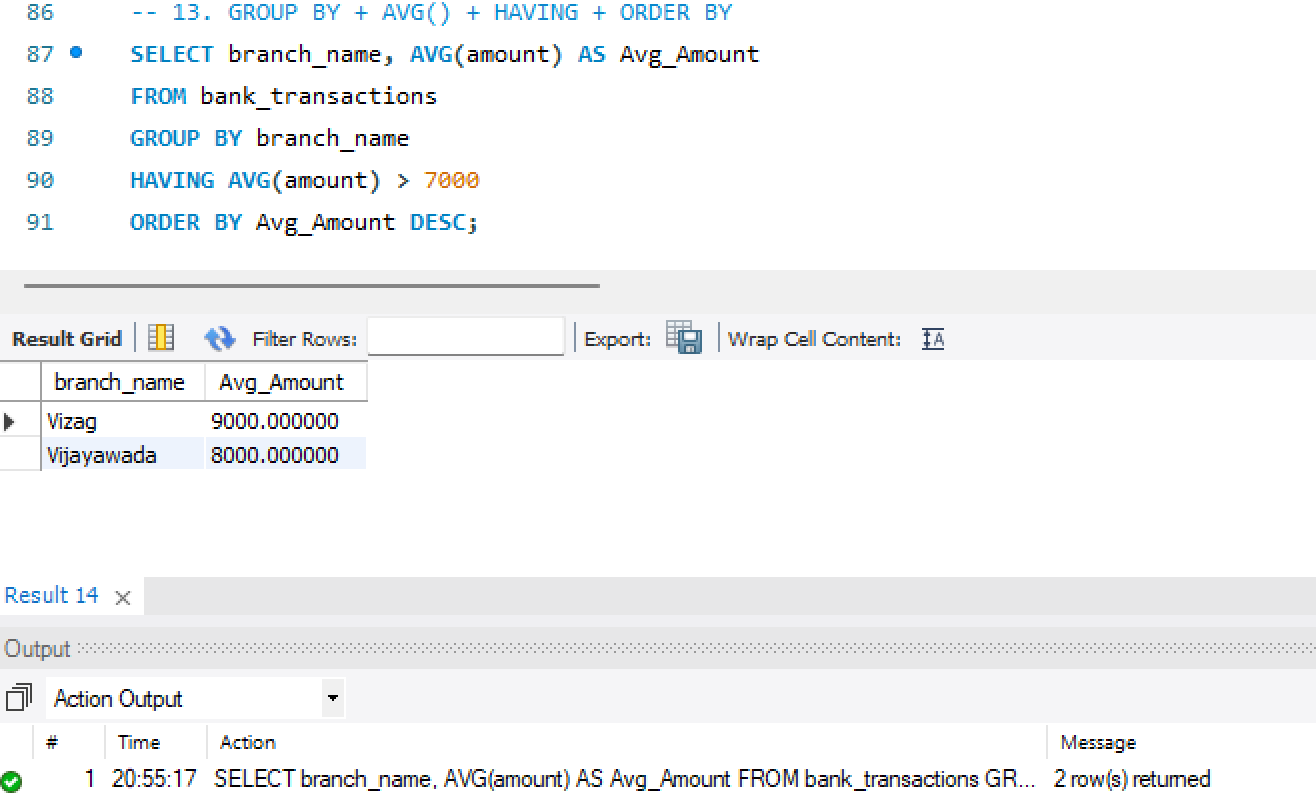 86 -- 13. GROUP BY + AVG() + HAVING + ORDER BY
87 SELECT branch_name, AVG(amount) AS Avg_Amount
88 FROM bank_transactions
89 GROUP BY branch_name
90 HAVING AVG(amount) > 7000
91 ORDER BY Avg_Amount DESC;
Result Grid Filter Rows: Export: Wrap Cell Content: IA
branch_name Avg_Amount
Vizag 9000.000000
Vijayawada 8000.000000
Result 14 ×
Output
Action Output
# Time Action Message
1 20:55:17 SELECT branch_name, AVG(amount) AS Avg_Amount FROM bank_transactions GR... 2 row(s) returned